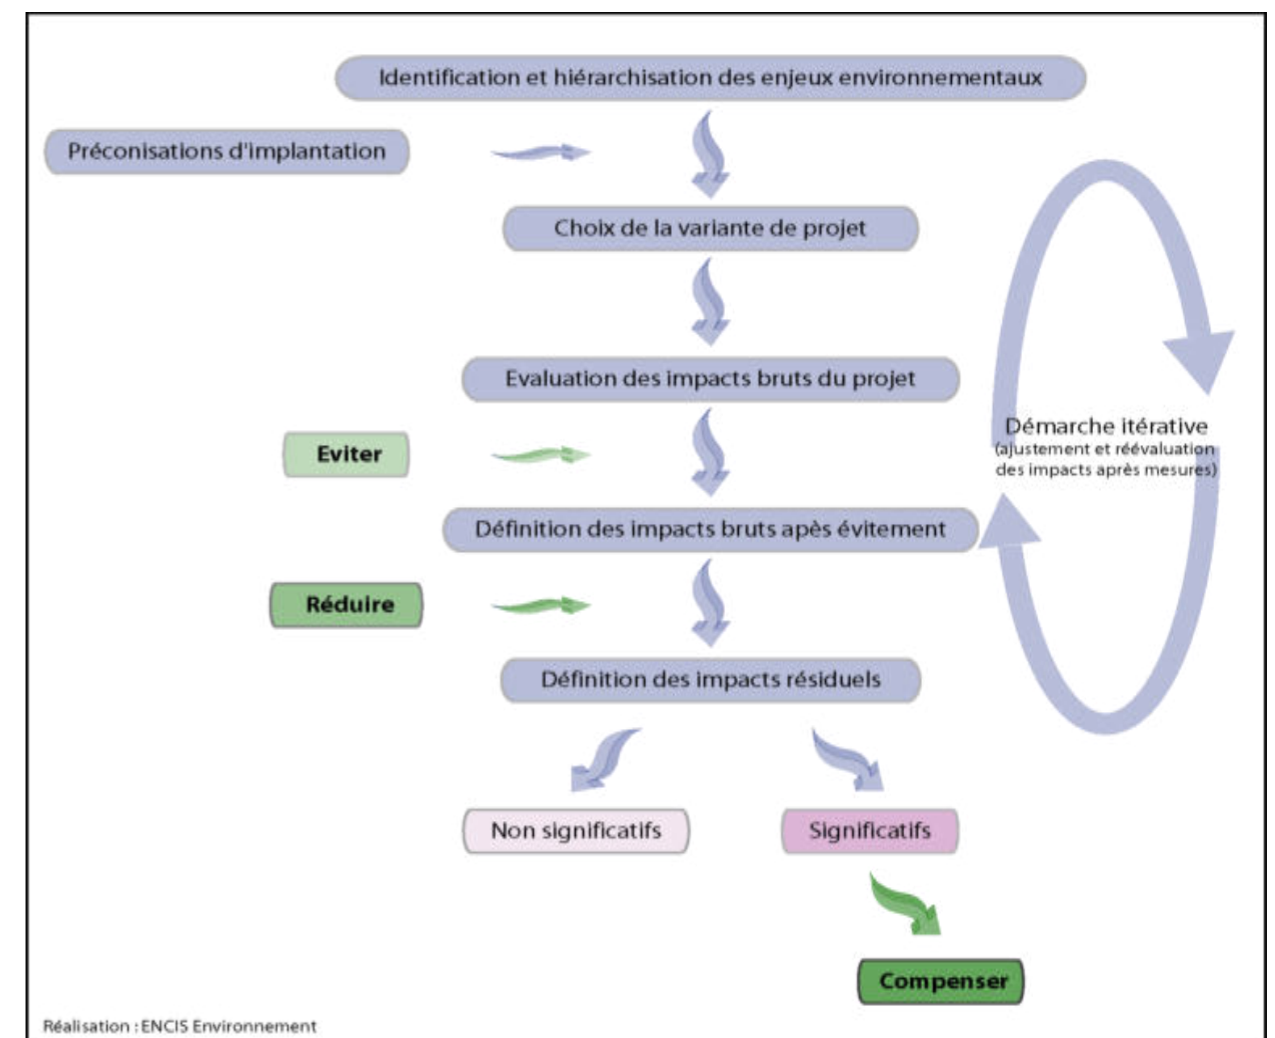 Identification et hiérarchisation des enjeux environnementaux
Préconisations d'implantation
Choix de la variante de projet
Evaluation des impacts bruts du projet
Démarche itérative
(ajustement et réévaluation
des impacts après mesures)
Eviter
Définition des impacts bruts apès évitement
Réduire
Définition des impacts résiduels
Non significatifs
Significatifs
Compenser
Réalisation : ENCIS Environnement